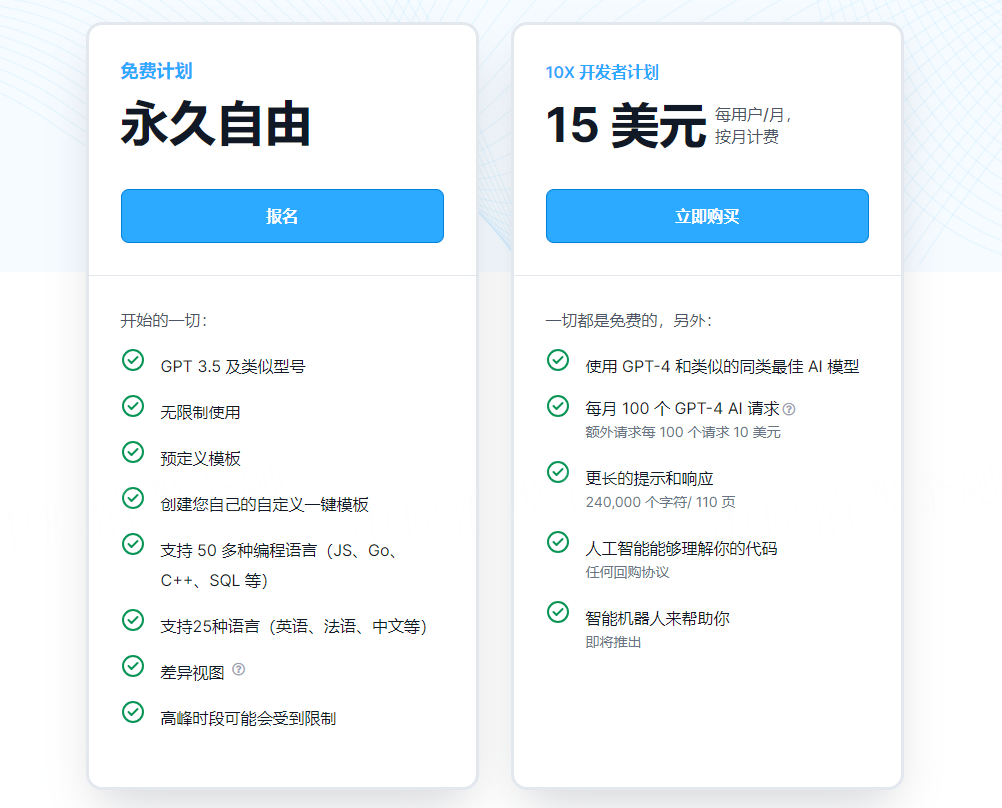 免费计划
永久自由
报名
开始的一切：
GPT 3.5 及类似型号
无限制使用
预定义模板
创建您自己的自定义一键模板
支持 50 多种编程语言（JS、Go、
C++、SQL 等）
支持25种语言（英语、法语、中文等）
差异视图
高峰时段可能会受到限制
10X 开发者计划
15 美元 每用户/月，
按月计费
立即购买
一切都是免费的，另外：
使用 GPT-4 和类似的同类最佳 AI 模型
每月 100 个 GPT-4 AI 请求
额外请求每 100 个请求 10 美元
更长的提示和响应
240,000 个字符/ 110 页
人工智能能够理解你的代码
任何回购协议
智能机器人来帮助你
即将推出